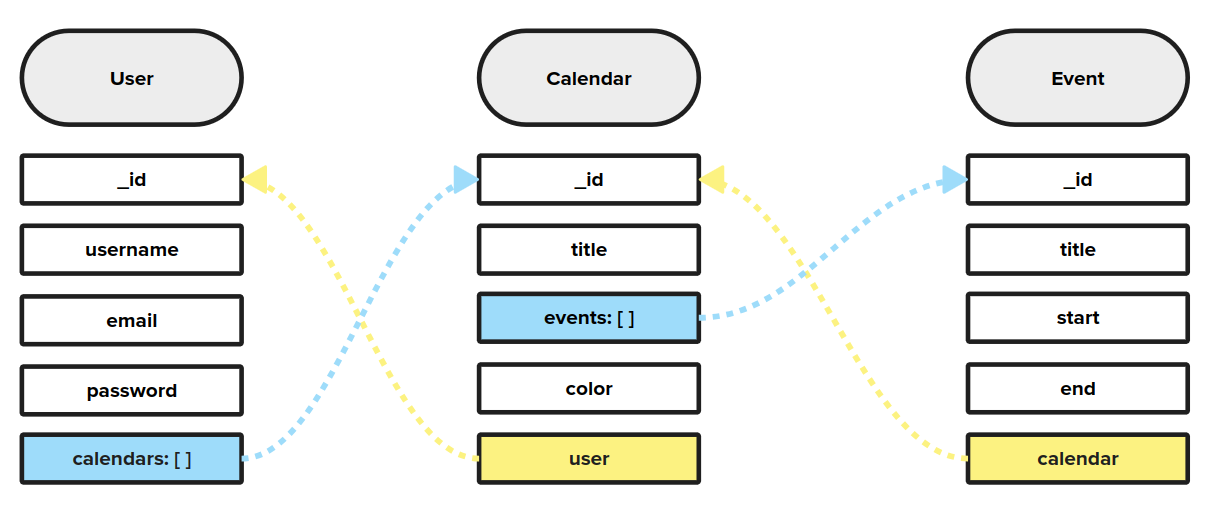 User
_id
username
email
password
calendars: [ ]
Calendar
_id
title
events: [ ]
color
user
Event
_id
title
start
end
calendar